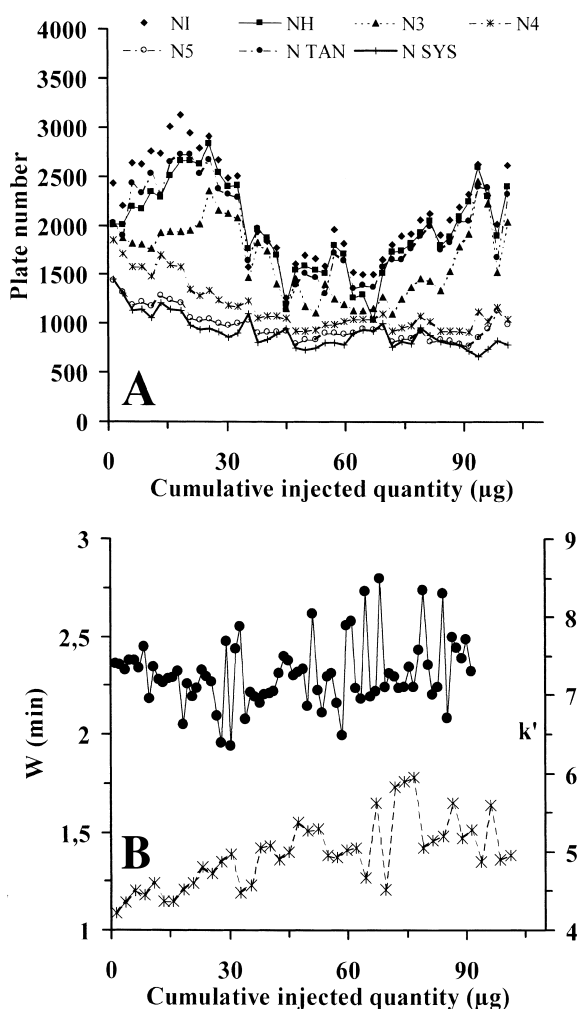 NI NH N3 N4
N5 N TAN N SYS
4000
3500
3000
2500
2000
1500
1000
500
0
Plate number
A
0 30 60 90
Cumulative injected quantity (µg)
3
2,5
2
1,5
1
W (min)
9
8
7
6
5
4
k'
B
0 30 60 90
Cumulative injected quantity (µg)